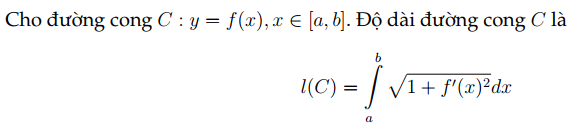 Cho đường cong C : y = f(x), x ∈ [a, b]. Độ dài đường cong C là
l(C) = ∫_a^b √(1 + f′(x)²) dx